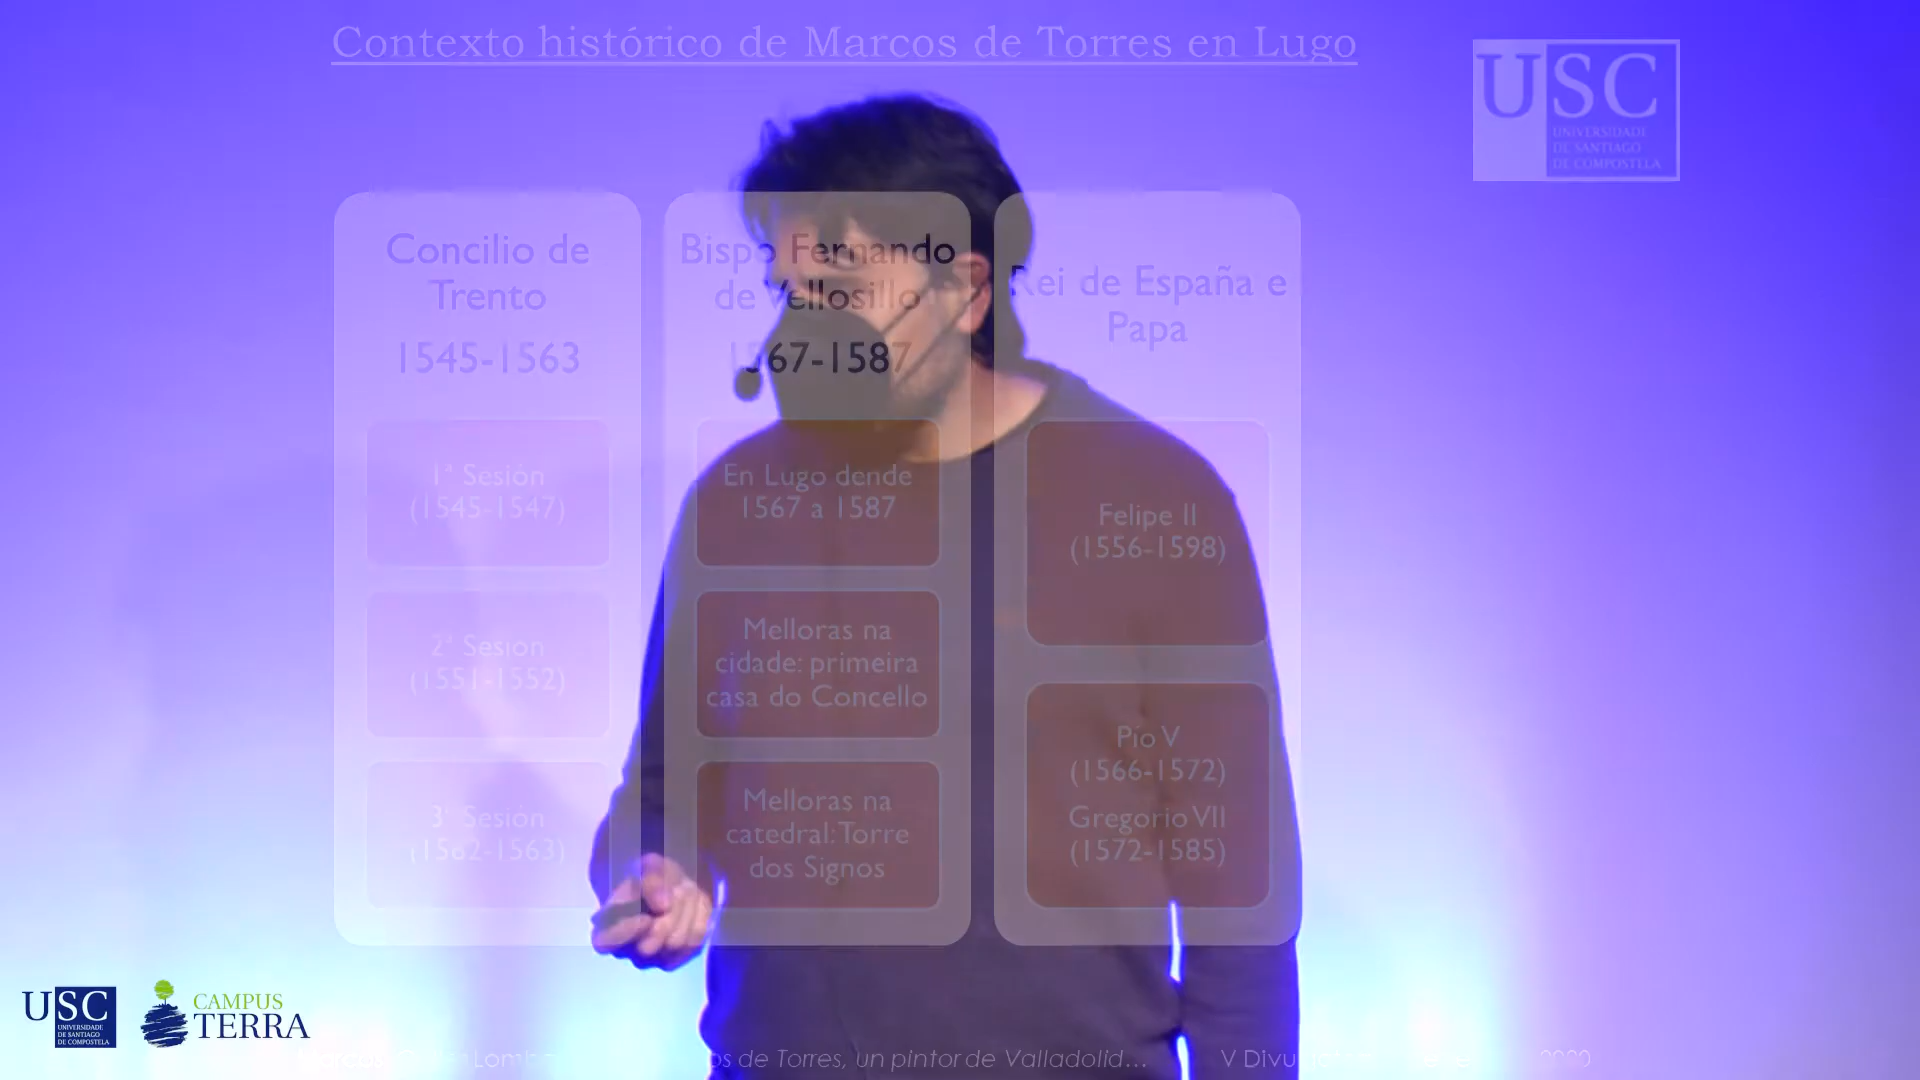 Contexto histórico de Marcos de Torres en Lugo
USC
UNIVERSIDADE
DE SANTIAGO
DE COMPOSTELA
Concilio de
Trento
1545-1563
1ª Sesión
(1545-1547)
2ª Sesión
(1551-1552)
3ª Sesión
(1562-1563)
Bispo Fernando
de Vellosillo
1567-1587
En Lugo dende
1567 a 1587
Melloras na
cidade: primeira
casa do Concello
Melloras na
catedral: Torre
dos Signos
Rei de España e
Papa
Felipe II
(1556-1598)
Pío V
(1566-1572)
Gregorio VII
(1572-1585)
USC
UNIVERSIDADE
DE SANTIAGO
DE COMPOSTELA
CAMPUS
TERRA
de Torres, un pintor de Valladolid... V